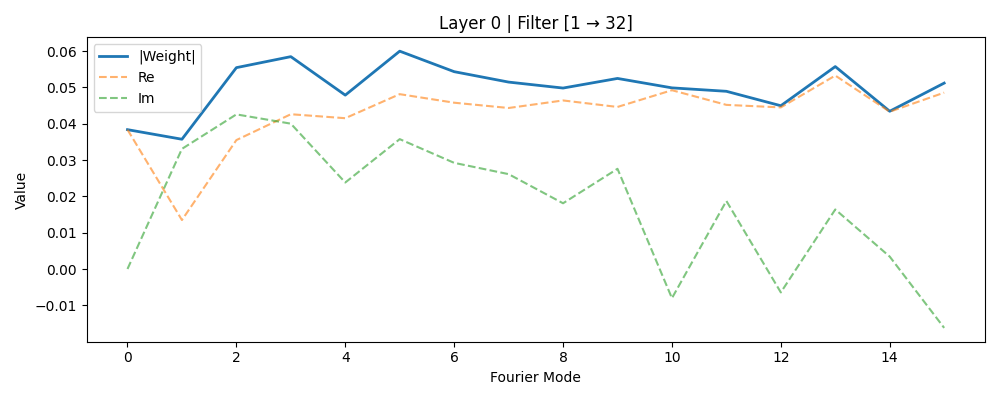 Layer 0 | Filter [1 → 32]
|Weight|
Re
Im
0.06
0.05
0.04
0.03
0.02
0.01
0.00
−0.01
Value
0 2 4 6 8 10 12 14
Fourier Mode